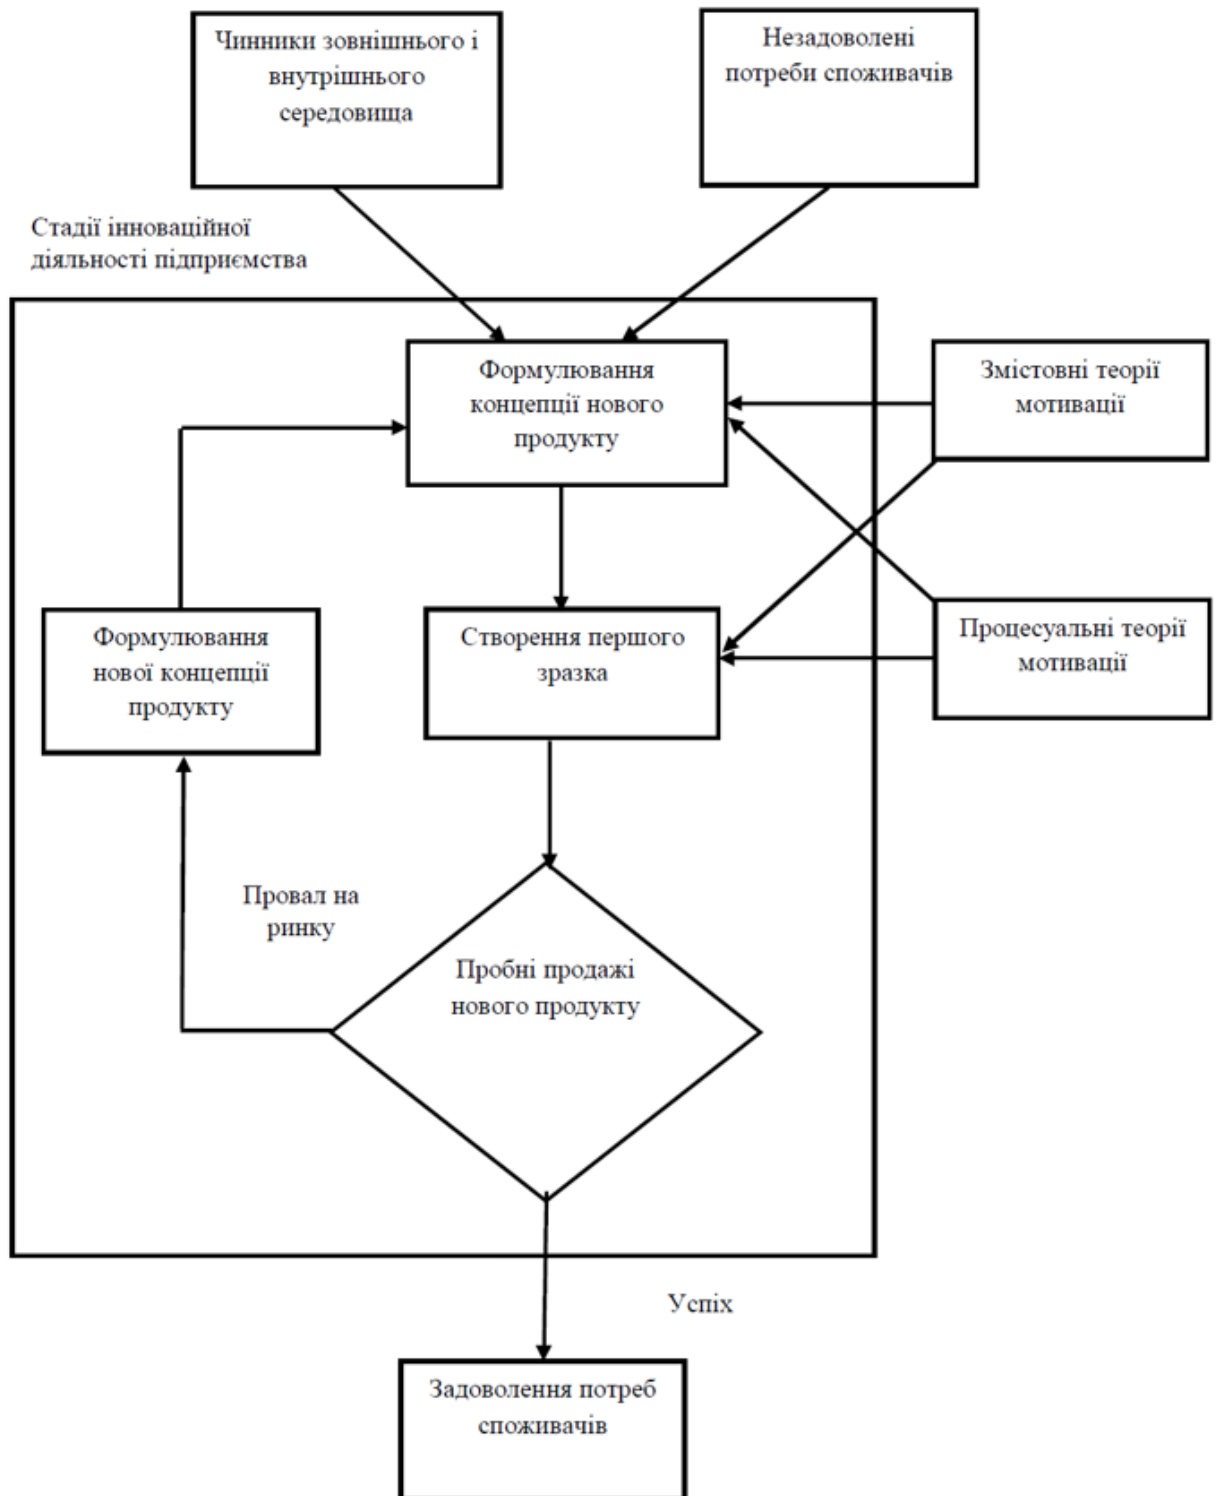 Чинники зовнішнього і
внутрішнього
середовища
Незадоволені
потреби споживачів
Стадії інноваційної
діяльності підприємства
Формулювання
концепції нового
продукту
Змістовні теорії
мотивації
Формулювання
нової концепції
продукту
Створення першого
зразка
Процесуальні теорії
мотивації
Провал на
ринку
Пробні продажі
нового продукту
Успіх
Задоволення потреб
споживачів